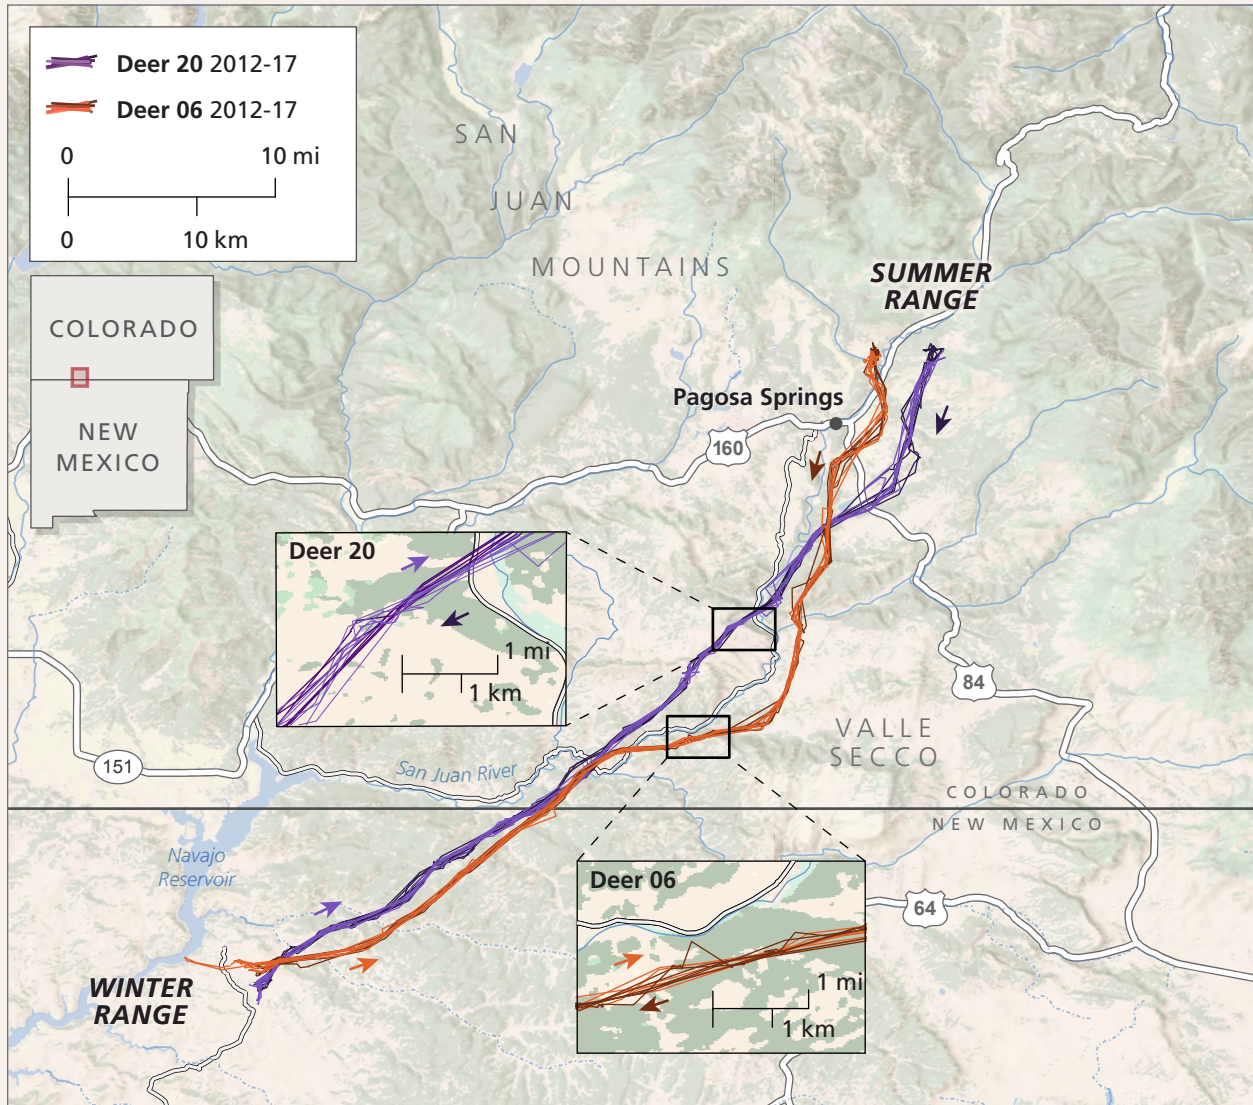 Deer 20 2012-17
Deer 06 2012-17
0 10 mi
0 10 km
COLORADO
NEW
MEXICO
SAN
JUAN
MOUNTAINS
SUMMER
RANGE
Pagosa Springs
160
Deer 20
1 mi
1 km
84
VALLE
SECCO
151
San Juan River
COLORADO
NEW MEXICO
Navajo
Reservoir
Deer 06
1 mi
1 km
64
WINTER
RANGE